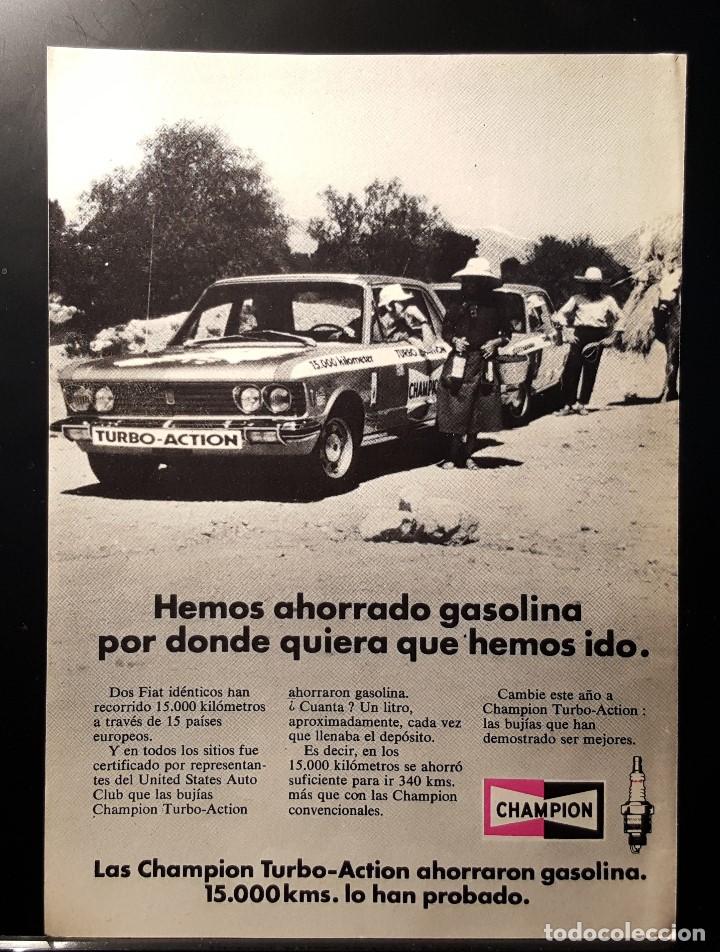 15.000 kilometer
TURBO ACTION
CHAMPION
TURBO-ACTION
Hemos ahorrado gasolina
por donde quiera que hemos ido.
Dos Fiat idénticos han
recorrido 15.000 kilómetros
a través de 15 países
europeos.
Y en todos los sitios fue
certificado por representan-
tes del United States Auto
Club que las bujías
Champion Turbo-Action
ahorraron gasolina.
¿ Cuanta ? Un litro,
aproximadamente, cada vez
que llenaba el depósito.
Es decir, en los
15.000 kilómetros se ahorró
suficiente para ir 340 kms.
más que con las Champion
convencionales.
Cambie este año a
Champion Turbo-Action :
las bujías que han
demostrado ser mejores.
CHAMPION
Las Champion Turbo-Action ahorraron gasolina.
15.000kms. lo han probado.
todocoleccion